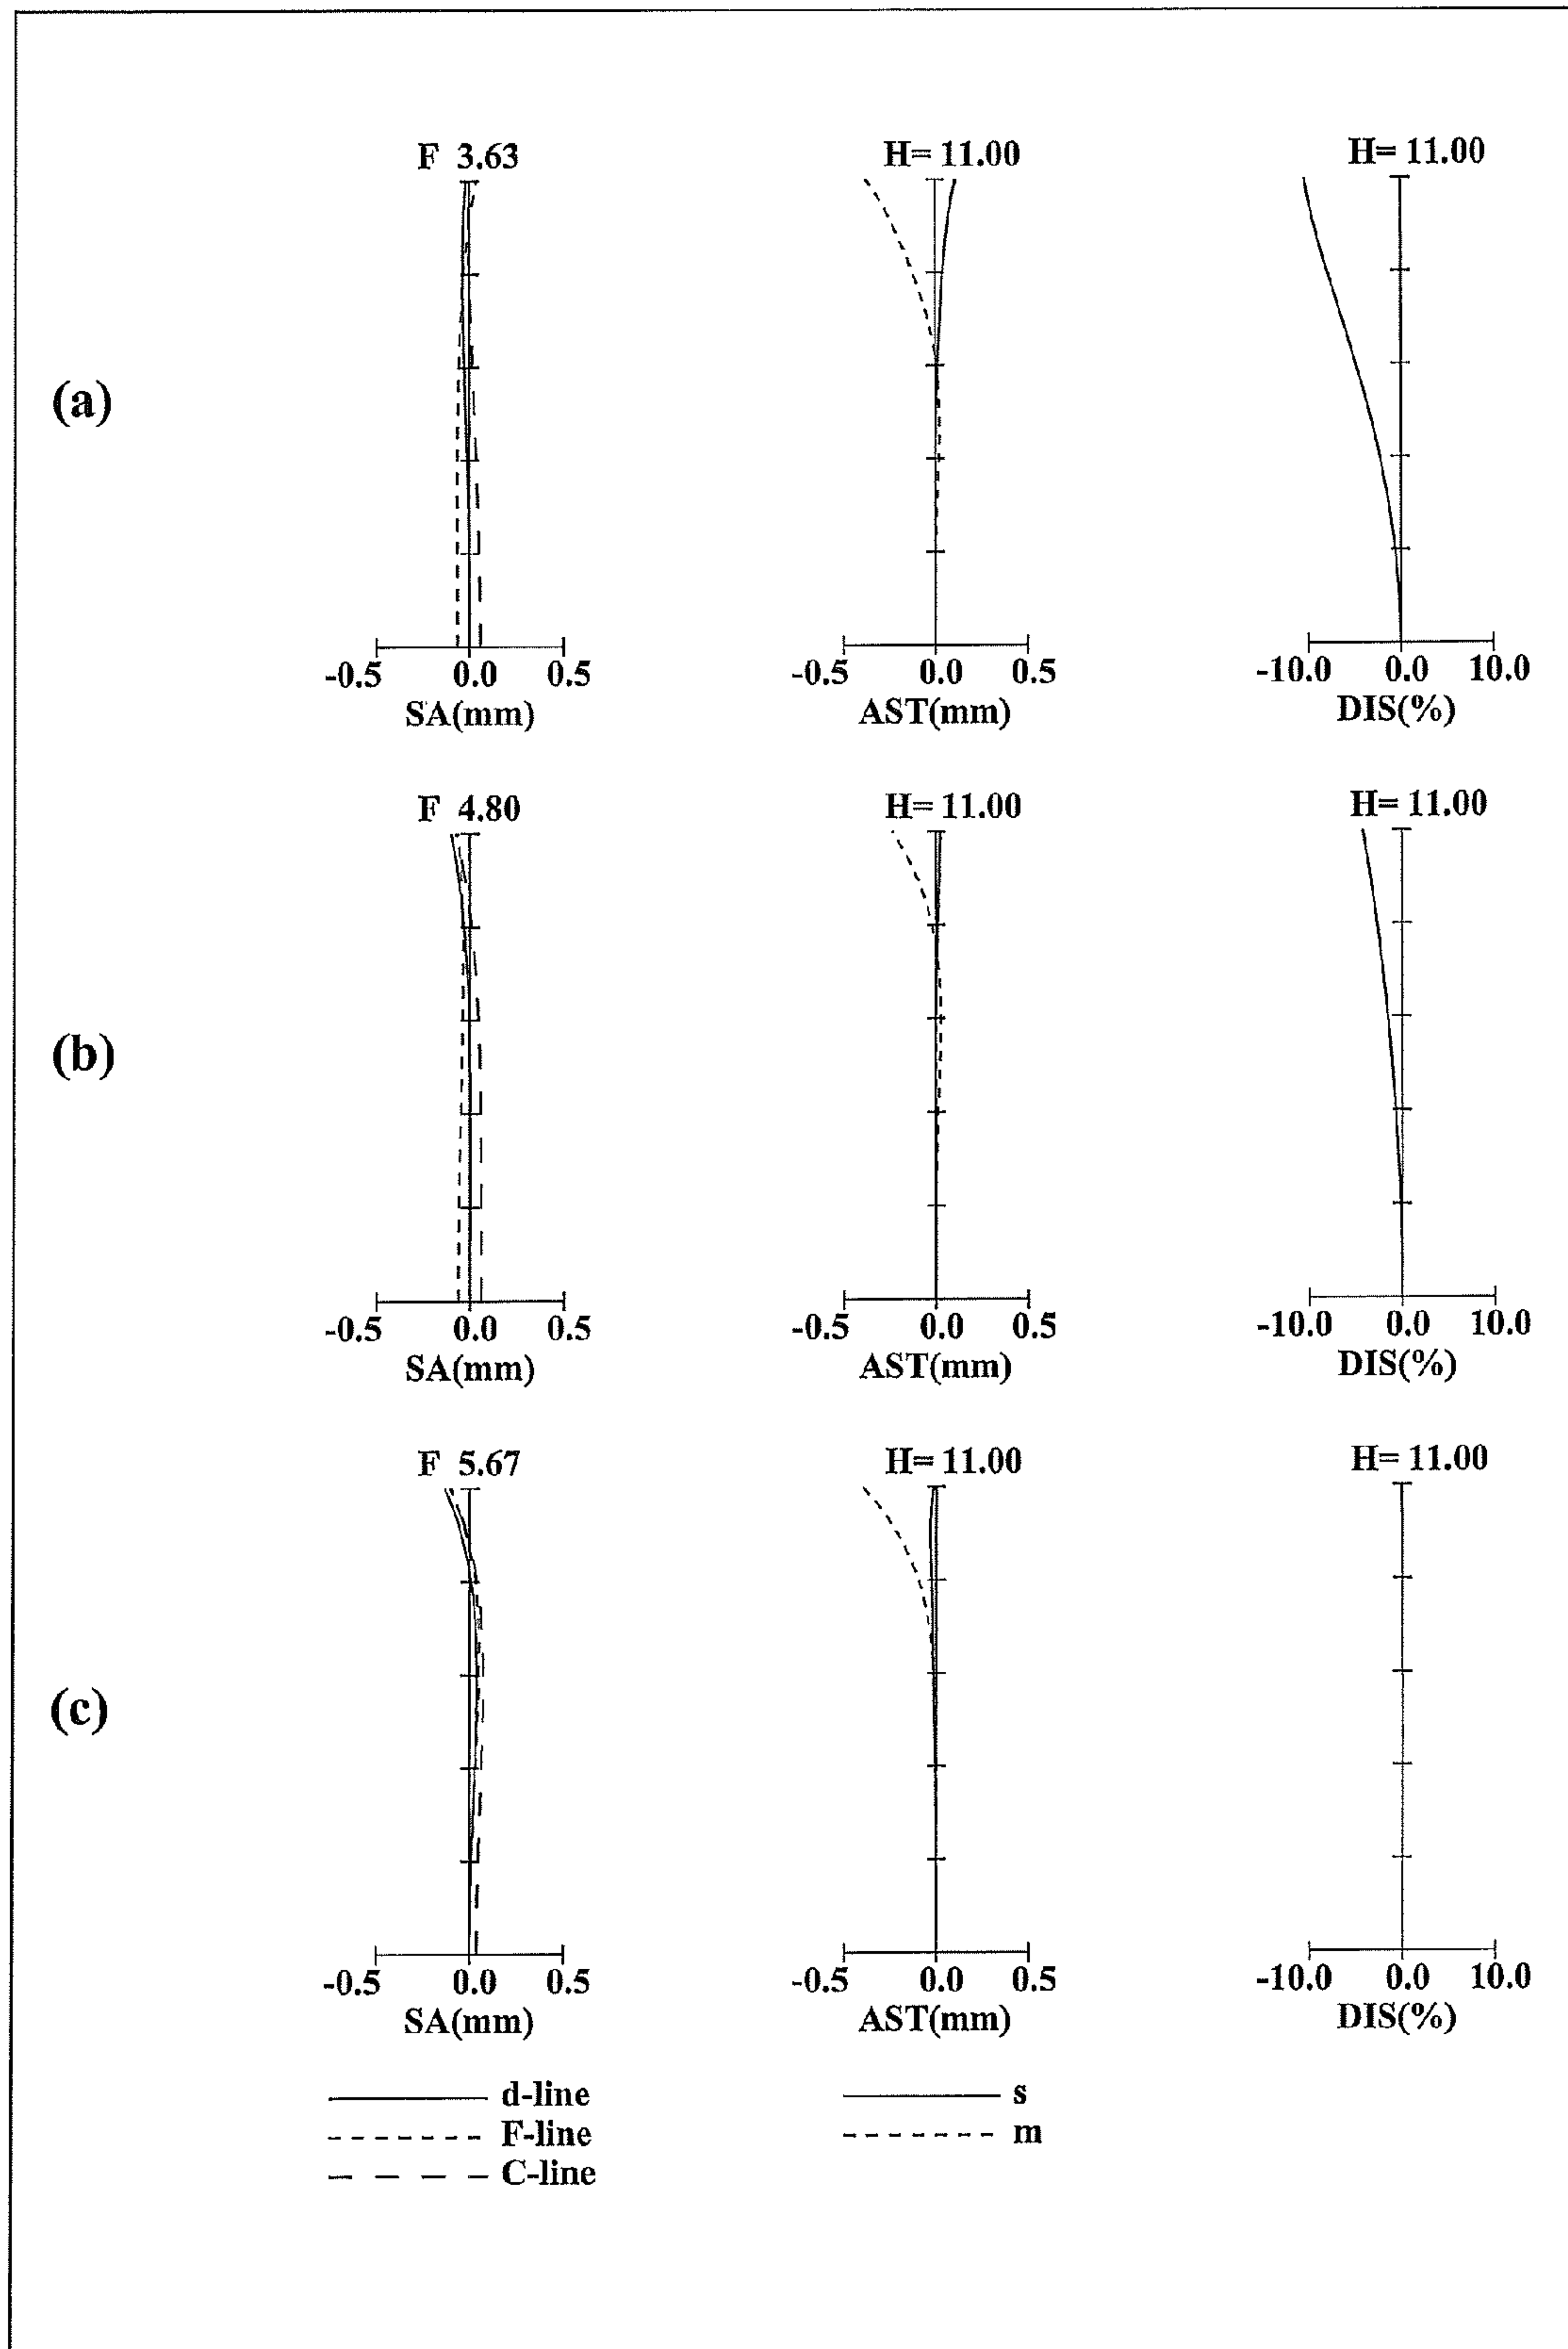 F 3.63
H= 11.00
H= 11.00
(a)
-0.5 0.0 0.5
SA(mm)
-0.5 0.0 0.5
AST(mm)
-10.0 0.0 10.0
DIS(%)
F 4.80
H= 11.00
H= 11.00
(b)
-0.5 0.0 0.5
SA(mm)
-0.5 0.0 0.5
AST(mm)
-10.0 0.0 10.0
DIS(%)
F 5.67
H= 11.00
H= 11.00
(c)
-0.5 0.0 0.5
SA(mm)
-0.5 0.0 0.5
AST(mm)
-10.0 0.0 10.0
DIS(%)
d-line
F-line
C-line
s
m